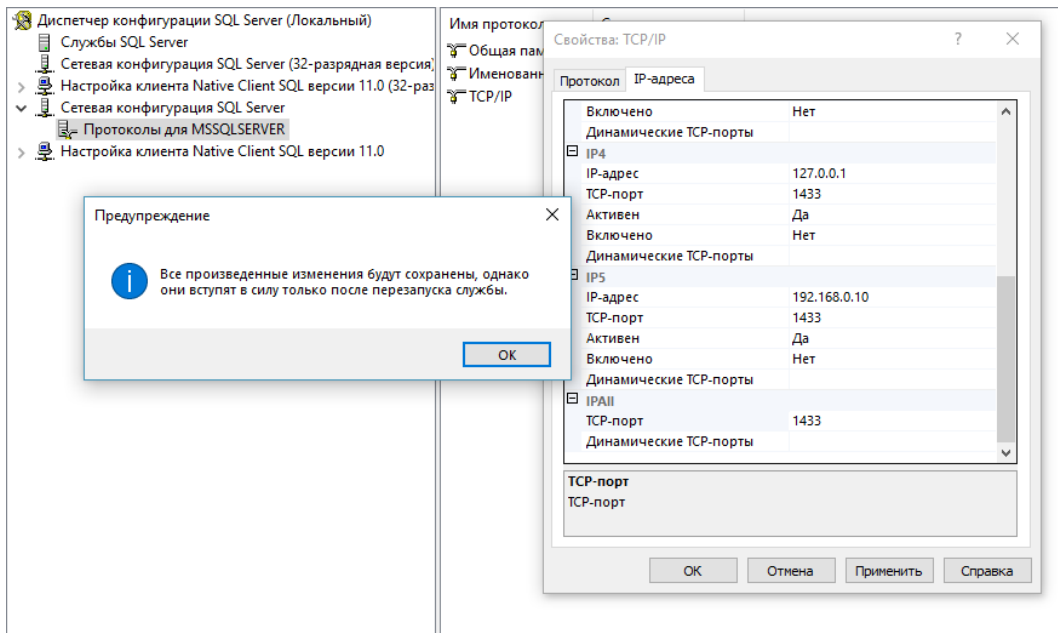 Диспетчер конфигурации SQL Server (Локальный)
Службы SQL Server
Сетевая конфигурация SQL Server (32-разрядная версия)
Настройка клиента Native Client SQL версии 11.0 (32-раз
Сетевая конфигурация SQL Server
Протоколы для MSSQLSERVER
Настройка клиента Native Client SQL версии 11.0
Имя протокол
Общая пам
Именованн
TCP/IP
Свойства: TCP/IP
?
Протокол IP-адреса
Включено Нет
Динамические TCP-порты
IP4
IP-адрес 127.0.0.1
TCP-порт 1433
Активен Да
Включено Нет
Динамические TCP-порты
IP5
IP-адрес 192.168.0.10
TCP-порт 1433
Активен Да
Включено Нет
Динамические TCP-порты
IPAll
TCP-порт 1433
Динамические TCP-порты
TCP-порт
TCP-порт
OK Отмена Применить Справка
Предупреждение
Все произведенные изменения будут сохранены, однако
они вступят в силу только после перезапуска службы.
OK